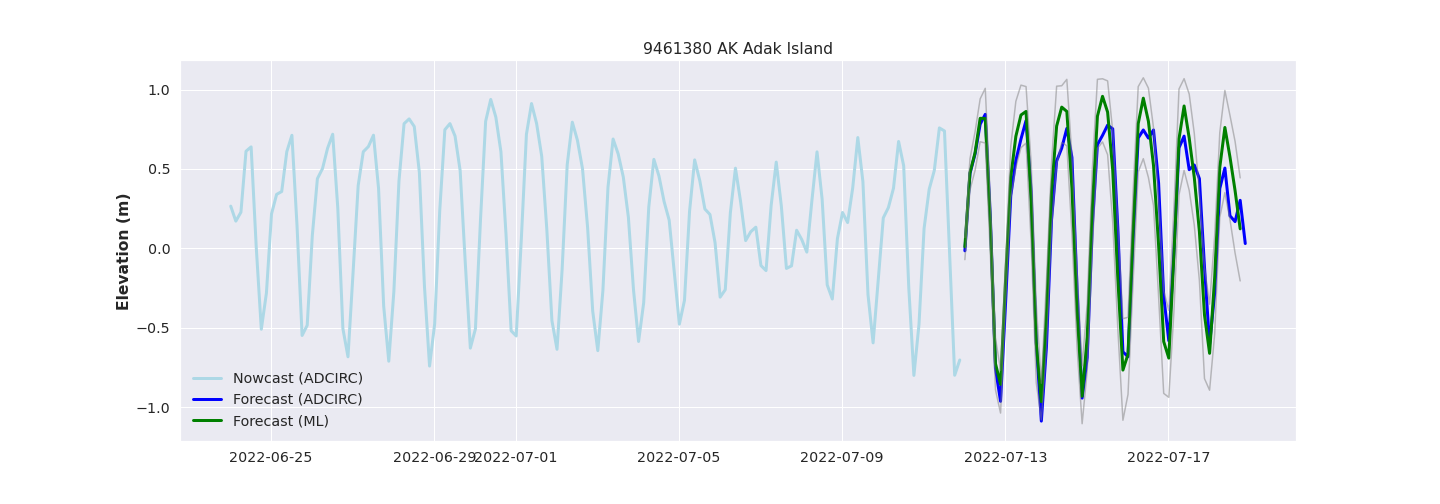 9461380 AK Adak Island
Elevation (m)
1.0
0.5
0.0
−0.5
−1.0
Nowcast (ADCIRC)
Forecast (ADCIRC)
Forecast (ML)
2022-06-25 2022-06-29 2022-07-01 2022-07-05 2022-07-09 2022-07-13 2022-07-17